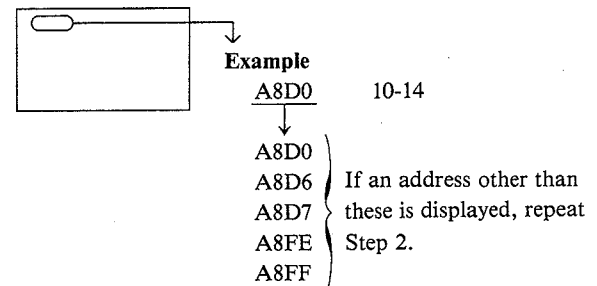 Example
A8D0 10-14
A8D0
A8D6 If an address other than
A8D7 these is displayed, repeat
A8FE Step 2.
A8FF